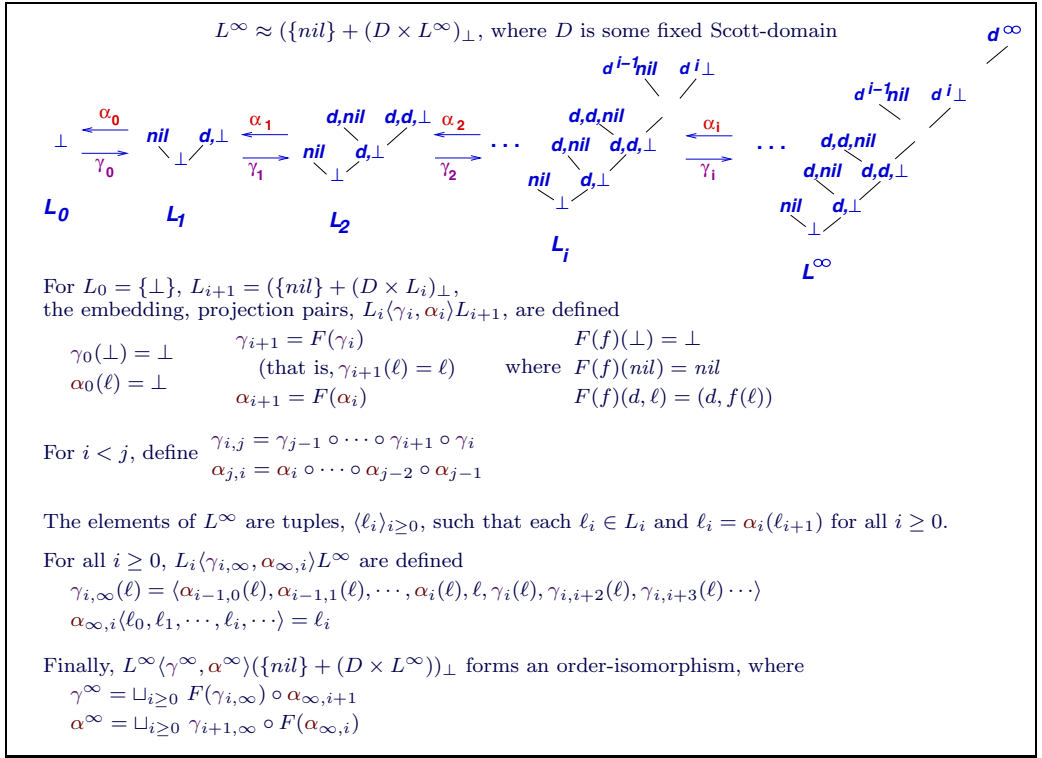 L^∞ ≈ ({nil} + (D × L^∞)_⊥, where D is some fixed Scott-domain
d^∞
d^{i-1}nil d^i⊥
d^{i-1}nil d^i⊥
d,nil d,d,⊥ d,d,nil
d,d,nil
⊥ α_0 nil d,⊥ α_1 nil d,⊥ α_2 ... d,nil d,d,⊥ α_i ... d,nil d,d,⊥
γ_0 ⊥ γ_1 ⊥ γ_2 nil d,⊥ γ_i nil d,⊥
⊥ ⊥
L_0 L_1 L_2 L_i L^∞
For L_0 = {⊥}, L_{i+1} = ({nil} + (D × L_i)_⊥,
the embedding, projection pairs, L_i⟨γ_i, α_i⟩L_{i+1}, are defined
γ_0(⊥) = ⊥
α_0(ℓ) = ⊥
γ_{i+1} = F(γ_i)
(that is, γ_{i+1}(ℓ) = ℓ)
α_{i+1} = F(α_i)
where
F(f)(⊥) = ⊥
F(f)(nil) = nil
F(f)(d, ℓ) = (d, f(ℓ))
For i < j, define
γ_{i,j} = γ_{j−1} ∘ ··· ∘ γ_{i+1} ∘ γ_i
α_{j,i} = α_i ∘ ··· ∘ α_{j−2} ∘ α_{j−1}
The elements of L^∞ are tuples, ⟨ℓ_i⟩_{i≥0}, such that each ℓ_i ∈ L_i and ℓ_i = α_i(ℓ_{i+1}) for all i ≥ 0.
For all i ≥ 0, L_i⟨γ_{i,∞}, α_{∞,i}⟩L^∞ are defined
γ_{i,∞}(ℓ) = ⟨α_{i−1,0}(ℓ), α_{i−1,1}(ℓ), ···, α_i(ℓ), ℓ, γ_i(ℓ), γ_{i,i+2}(ℓ), γ_{i,i+3}(ℓ) ···⟩
α_{∞,i}⟨ℓ_0, ℓ_1, ···, ℓ_i, ···⟩ = ℓ_i
Finally, L^∞⟨γ^∞, α^∞⟩({nil} + (D × L^∞))_⊥ forms an order-isomorphism, where
γ^∞ = ⊔_{i≥0} F(γ_{i,∞}) ∘ α_{∞,i+1}
α^∞ = ⊔_{i≥0} γ_{i+1,∞} ∘ F(α_{∞,i})